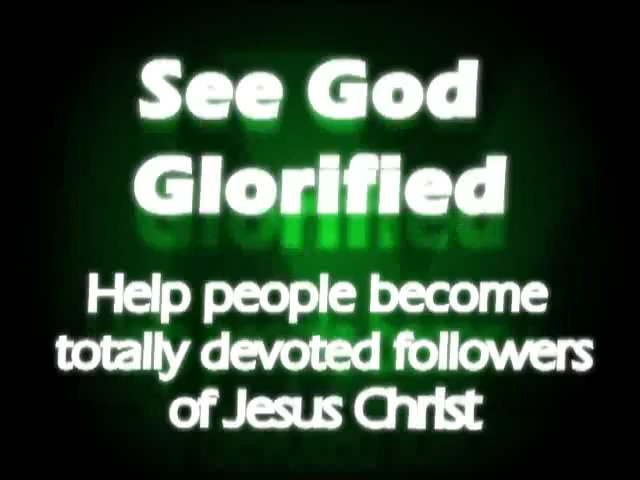 See God
Glorified
Help people become
totally devoted followers
of Jesus Christ